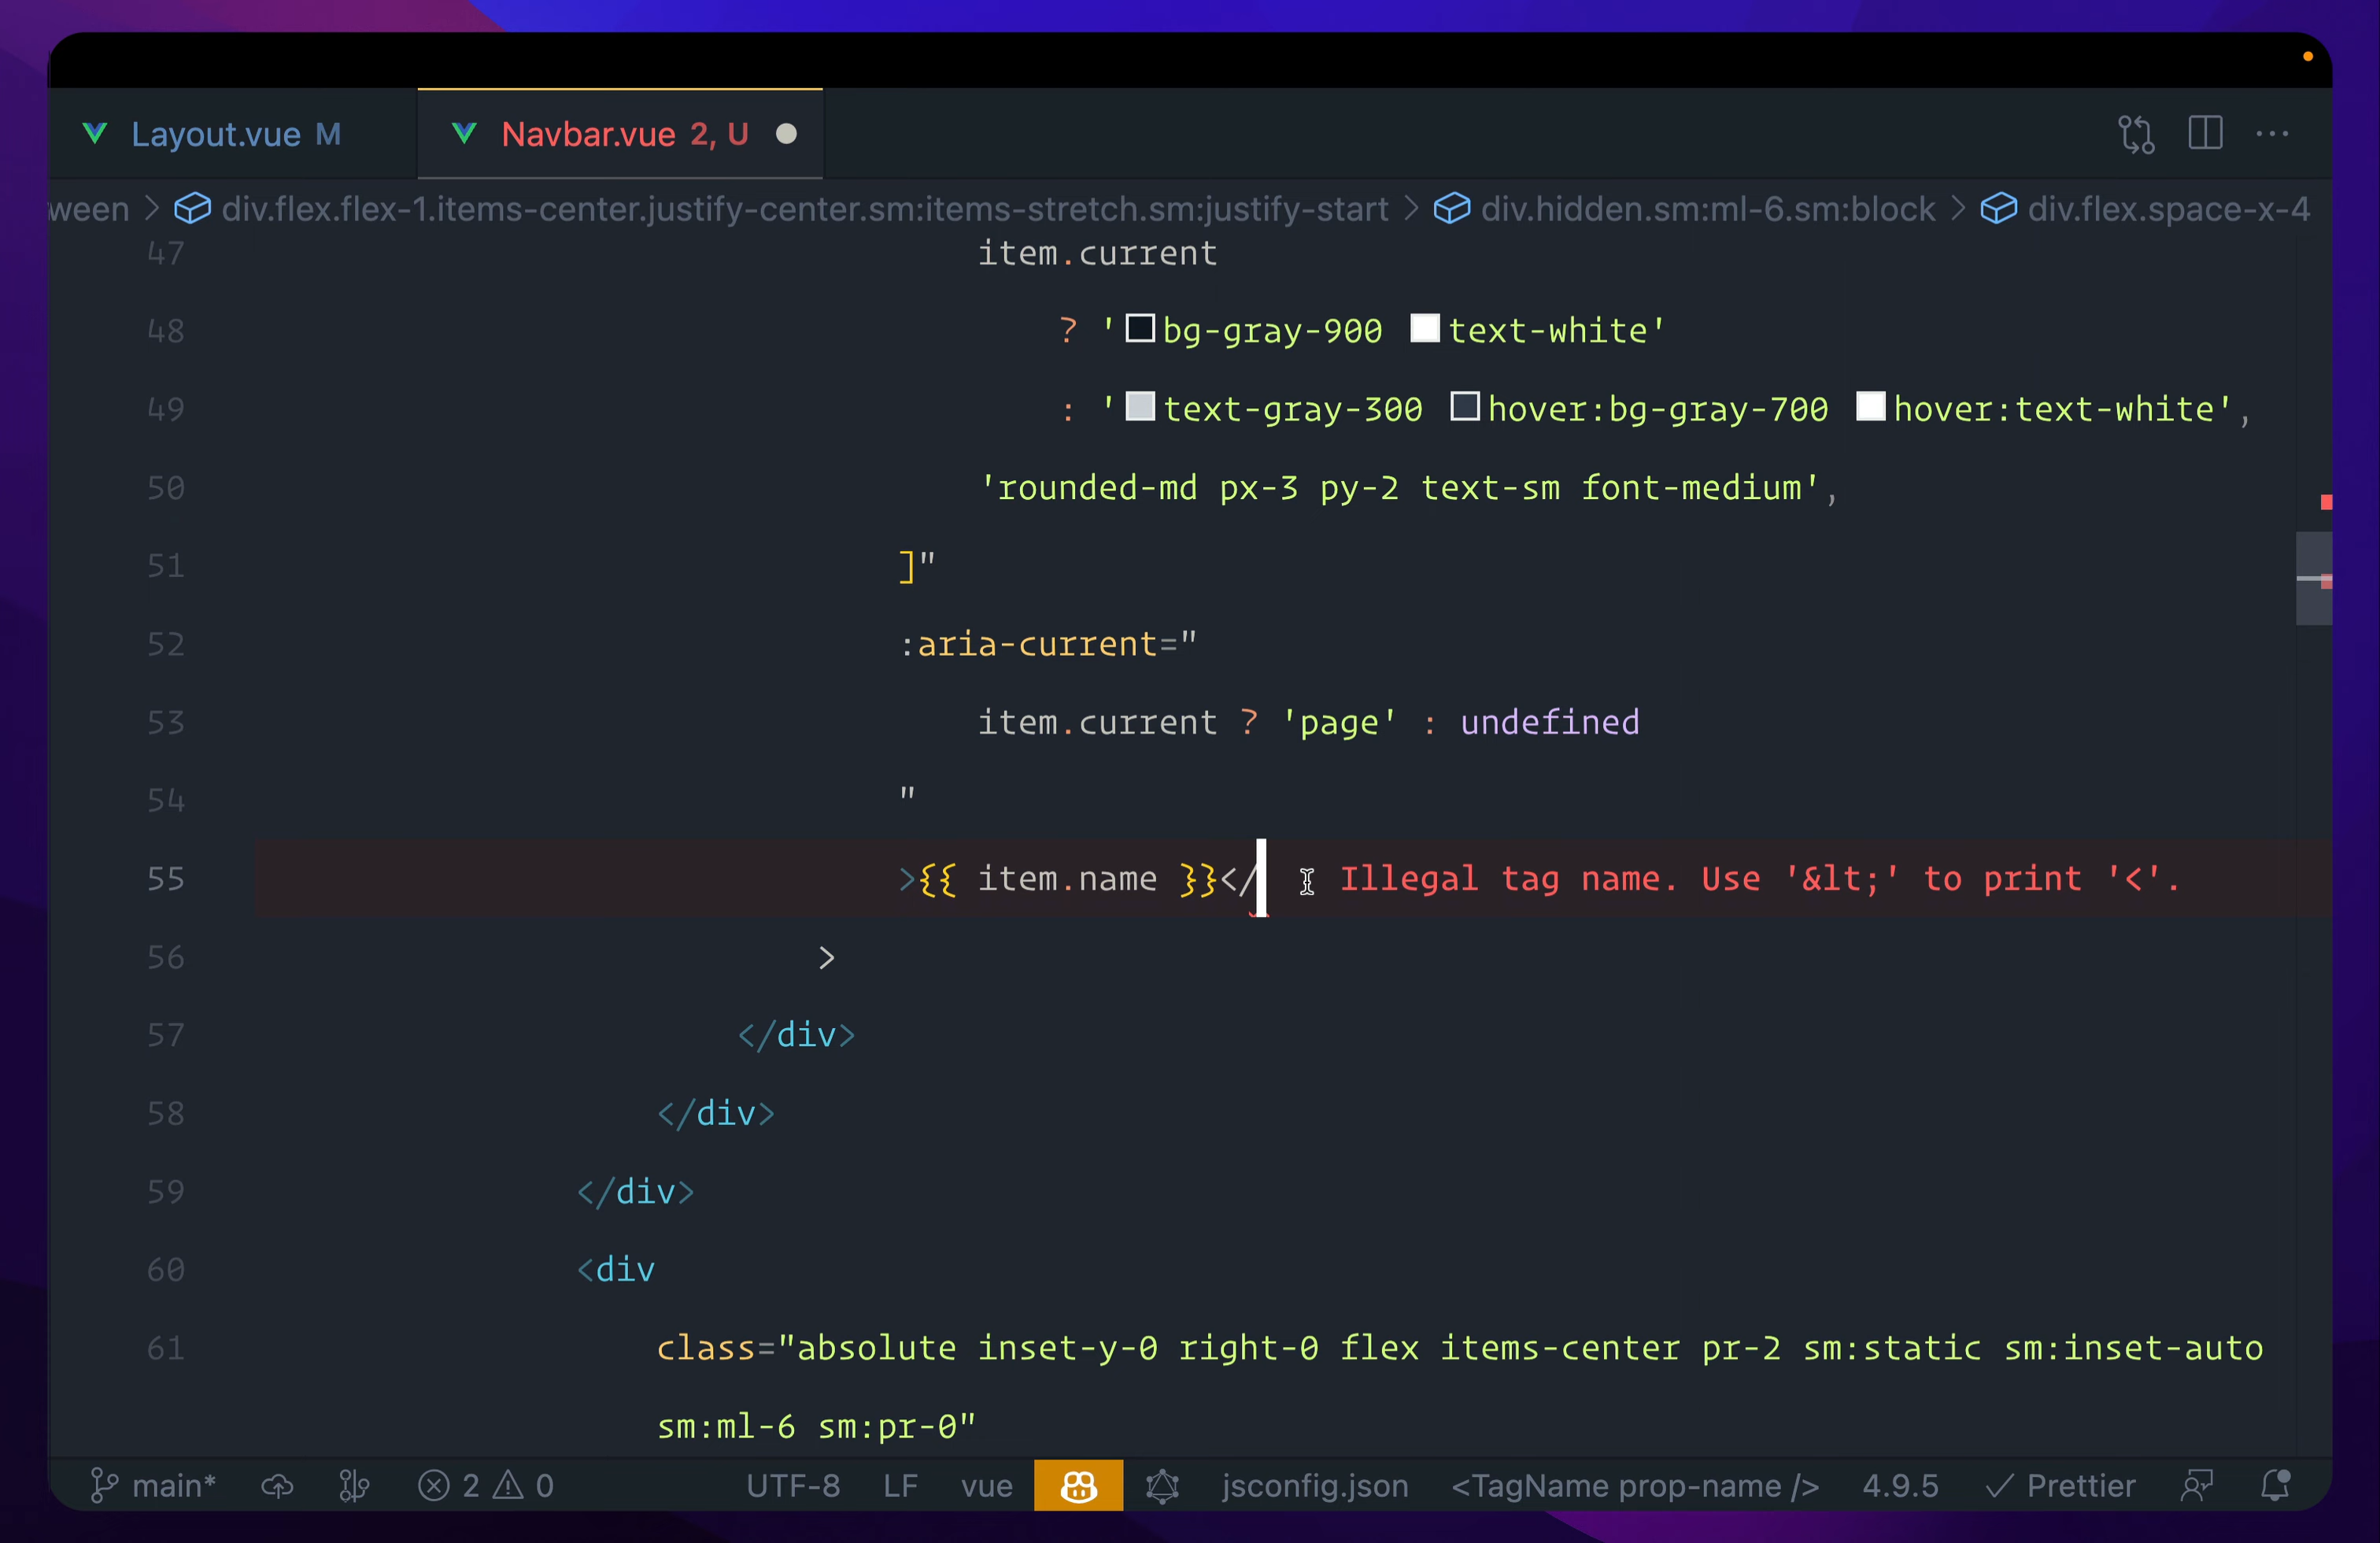 Layout.vue M
Navbar.vue 2, U
ween > div.flex.flex-1.items-center.justify-center.sm:items-stretch.sm:justify-start > div.hidden.sm:ml-6.sm:block > div.flex.space-x-4
47 item.current
48 ? 'bg-gray-900 text-white'
49 : 'text-gray-300 hover:bg-gray-700 hover:text-white',
50 'rounded-md px-3 py-2 text-sm font-medium',
51 ]"
52 :aria-current="
53 item.current ? 'page' : undefined
54 "
55 >{{ item.name }}</ Illegal tag name. Use '&lt;' to print '<'.
56 >
57 </div>
58 </div>
59 </div>
60 <div
61 class="absolute inset-y-0 right-0 flex items-center pr-2 sm:static sm:inset-auto
sm:ml-6 sm:pr-0"
main* 2 0 UTF-8 LF vue jsconfig.json <TagName prop-name /> 4.9.5 Prettier